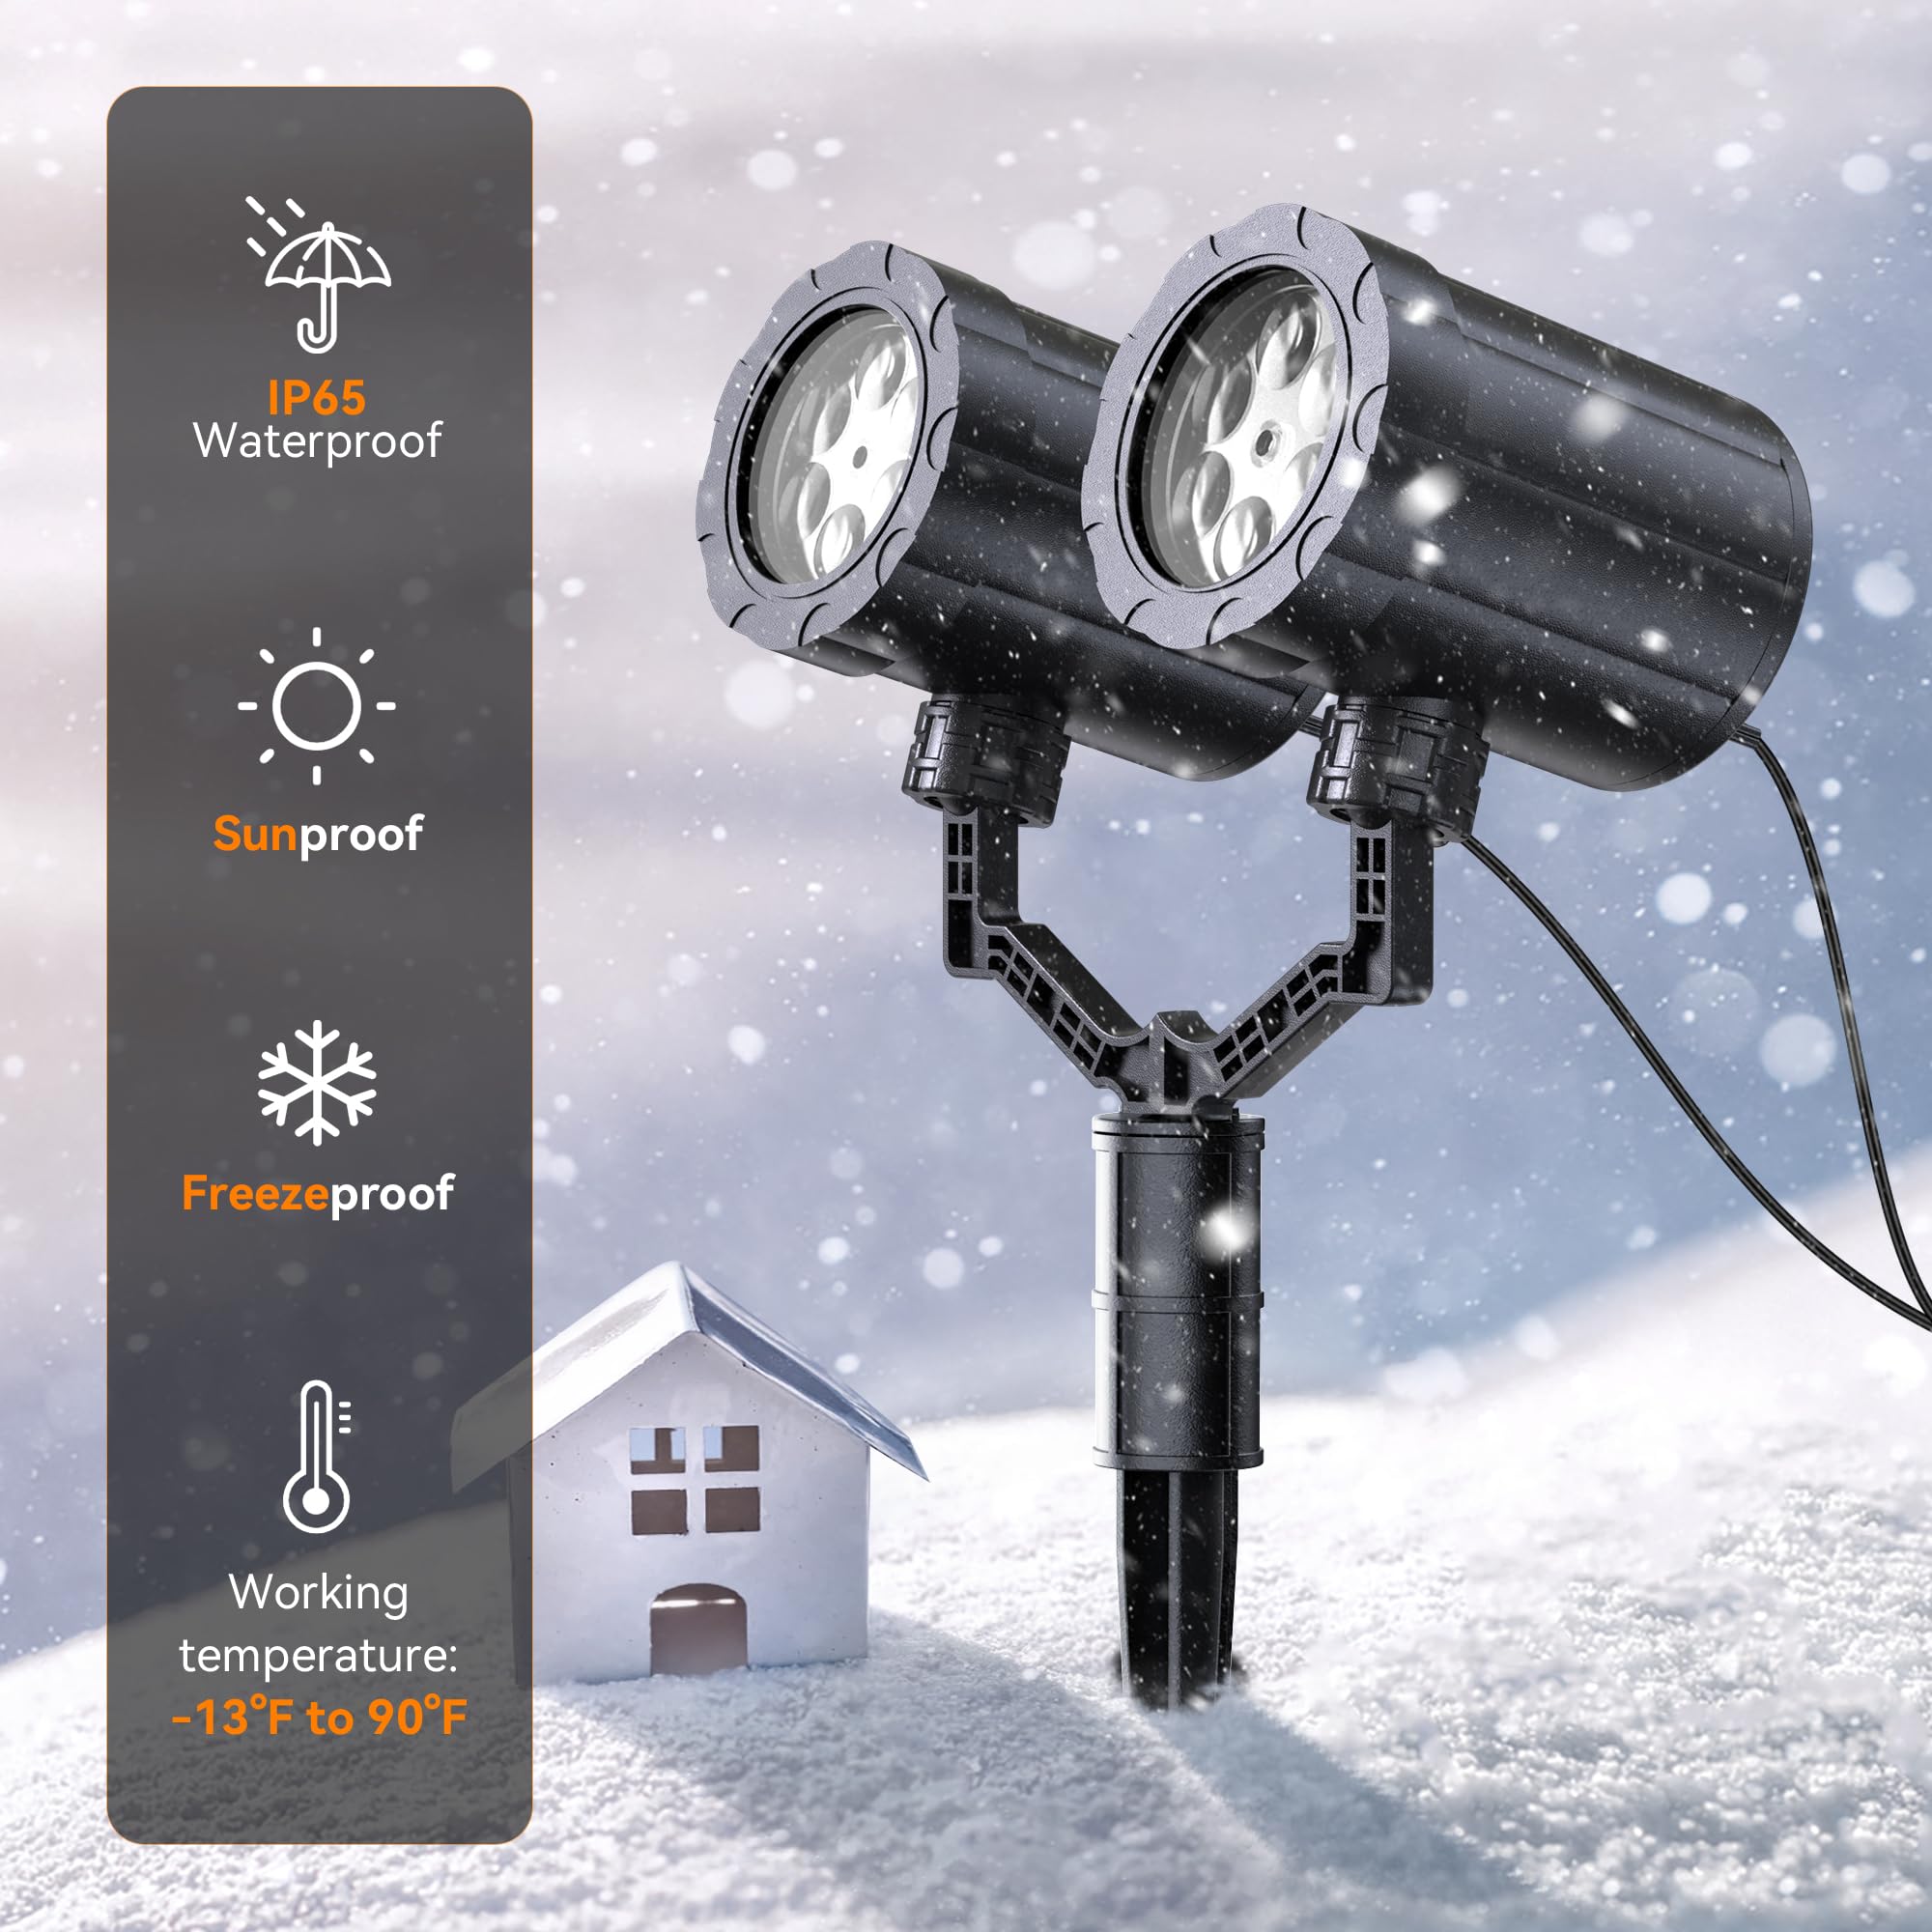 IP65
Waterproof
Sunproof
Freezeproof
Working
temperature:
-13°F to 90°F